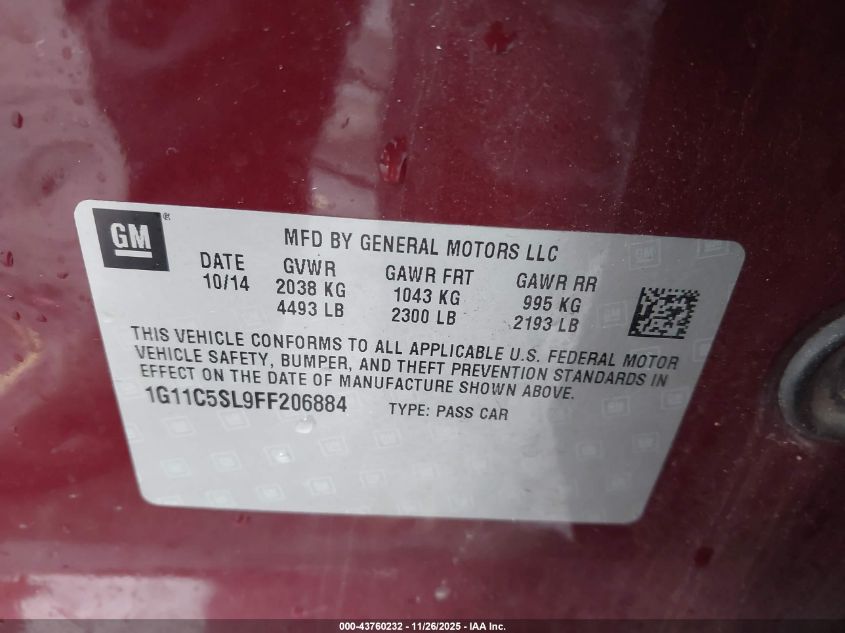 GM®
MFD BY GENERAL MOTORS LLC
DATE GVWR GAWR FRT GAWR RR
10/14 2038 KG 1043 KG 995 KG
4493 LB 2300 LB 2193 LB
THIS VEHICLE CONFORMS TO ALL APPLICABLE U.S. FEDERAL MOTOR
VEHICLE SAFETY, BUMPER, AND THEFT PREVENTION STANDARDS IN
EFFECT ON THE DATE OF MANUFACTURE SHOWN ABOVE.
1G11C5SL9FF206884 TYPE: PASS CAR
000-43760232 - 11/26/2025 - IAA Inc.